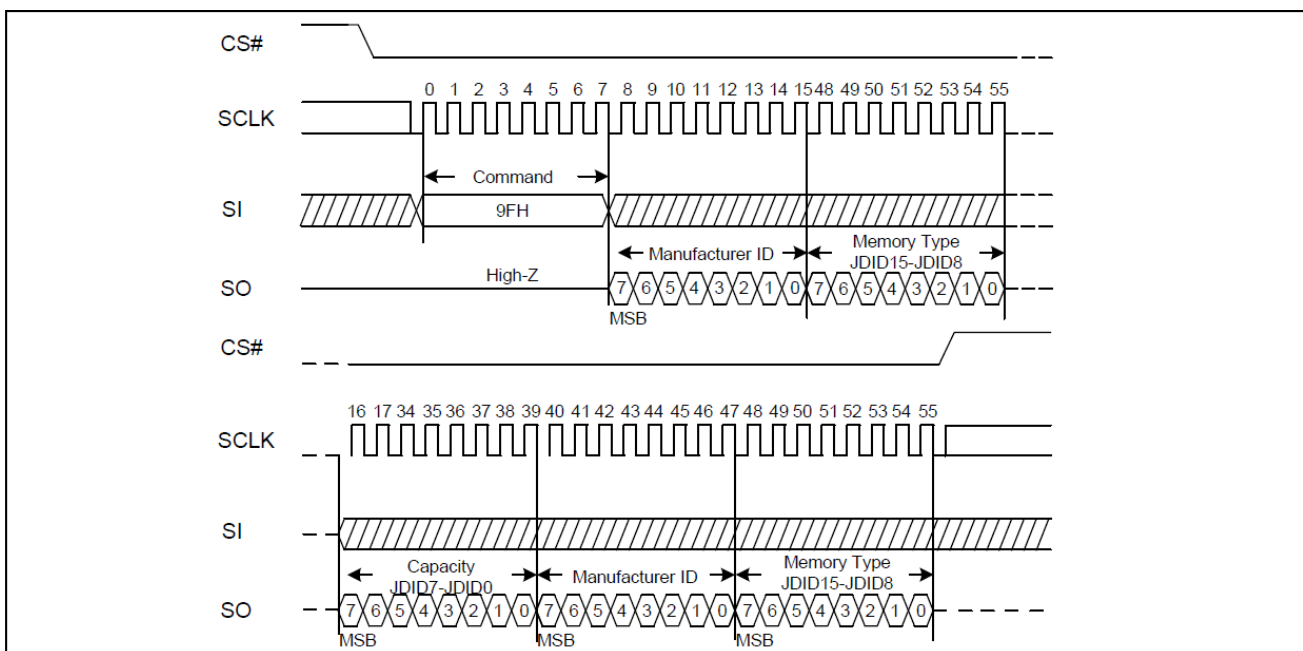 CS#
0 1 2 3 4 5 6 7 8 9 10 11 12 13 14 15 48 49 50 51 52 53 54 55
SCLK
Command
SI
9FH
Manufacturer ID
Memory Type
JDID15-JDID8
High-Z
SO
7 6 5 4 3 2 1 0 7 6 5 4 3 2 1 0
MSB
CS#
16 17 34 35 36 37 38 39 40 41 42 43 44 45 46 47 48 49 50 51 52 53 54 55
SCLK
SI
Capacity
JDID7-JDID0
Manufacturer ID
Memory Type
JDID15-JDID8
SO
7 6 5 4 3 2 1 0 7 6 5 4 3 2 1 0 7 6 5 4 3 2 1 0
MSB MSB